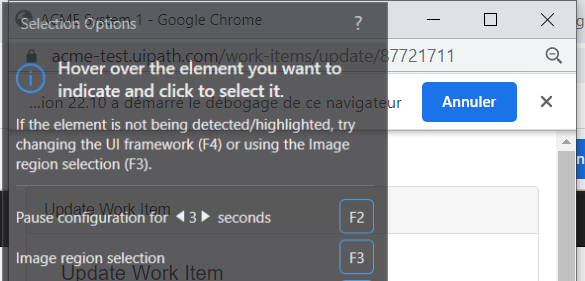 ACME System 1 - Google Chrome
Selection Options ?
acme-test.uipath.com/work-items/update/87721711
Hover over the element you want to
indicate and click to select it.
...ion 22.10 a démarré le débogage de ce navigateur
Annuler
If the element is not being detected/highlighted, try
changing the UI framework (F4) or using the Image
region selection (F3).
Update Work Item
Pause configuration for 3 seconds F2
Image region selection F3
Update Work Item